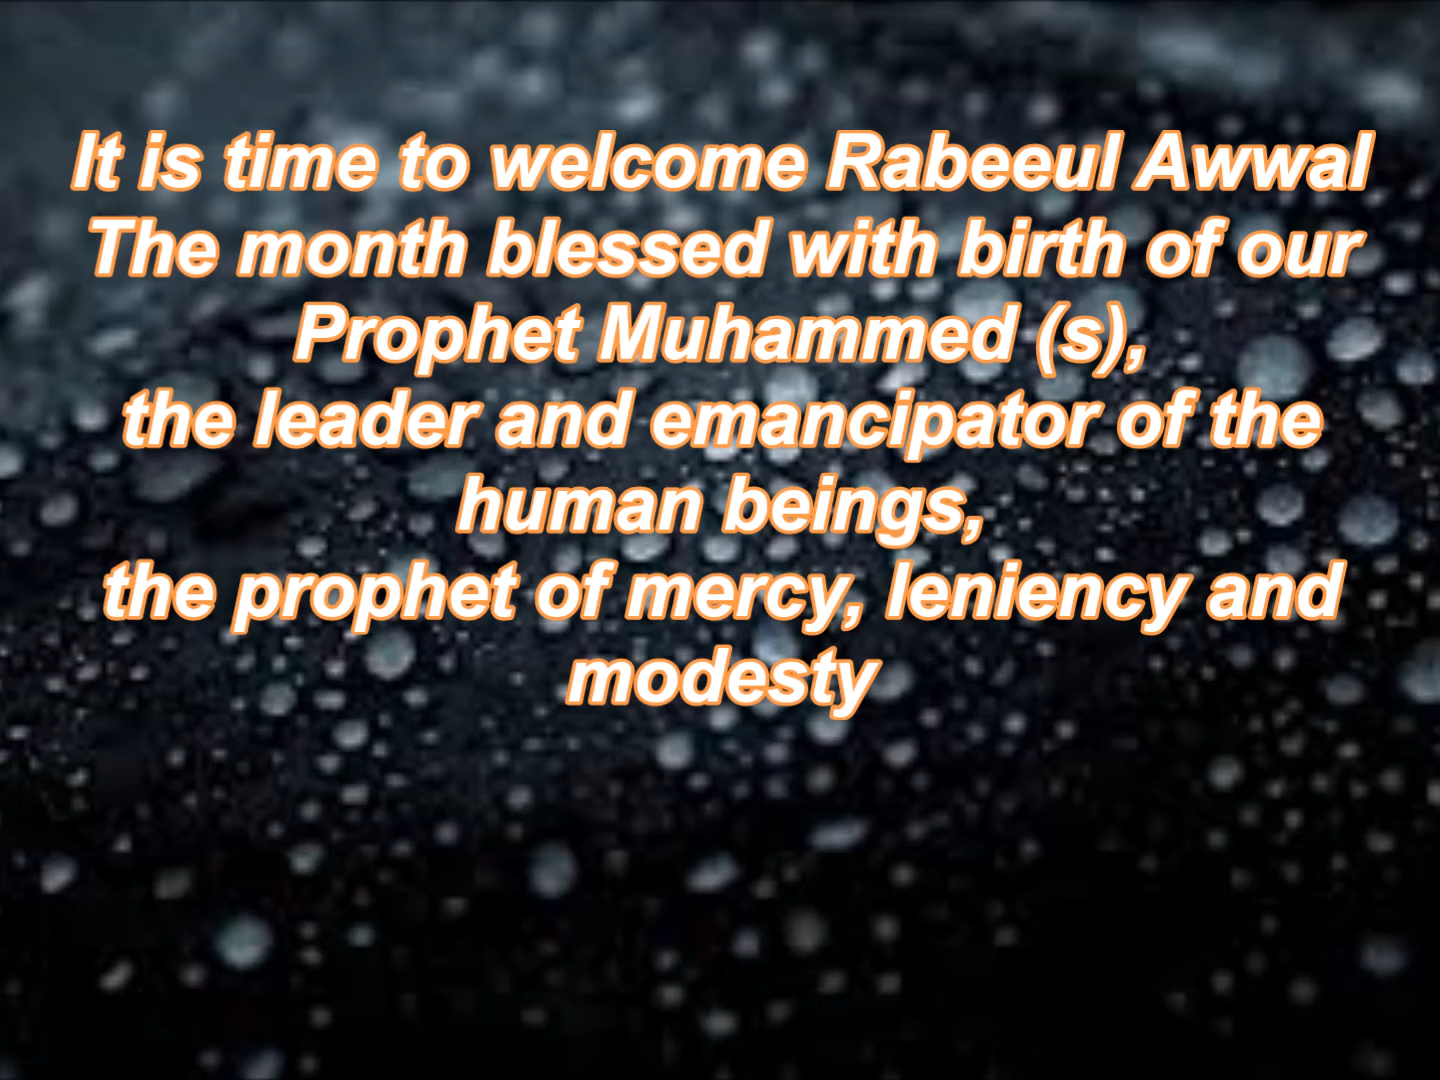 It is time to welcome Rabeeul Awwal
The month blessed with birth of our
Prophet Muhammed (s),
the leader and emancipator of the
human beings,
the prophet of mercy, leniency and
modesty